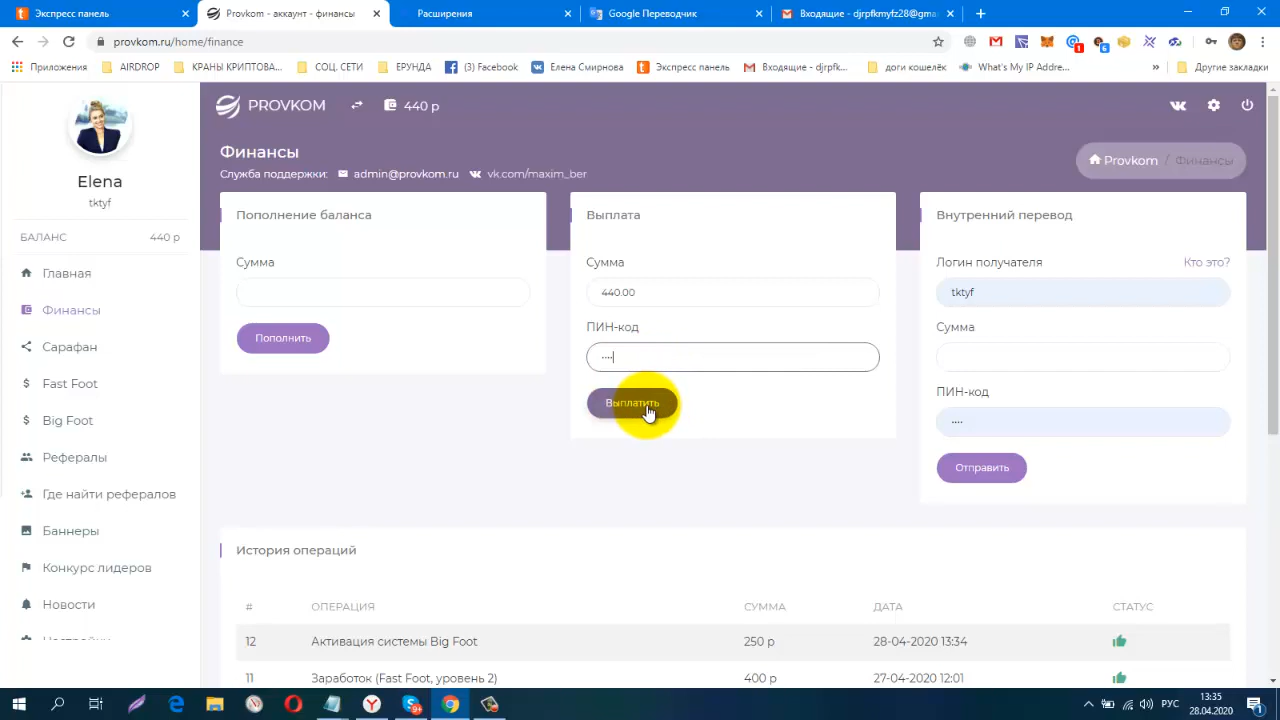 Экспресс панель
Provkom - аккаунт - финансы
Расширения
Google Переводчик
Входящие - djrpfkmyfz28@gma
provkom.ru/home/finance
Приложения
AIRDROP
КРАНЫ КРИПТОВА...
СОЦ. СЕТИ
ЕРУНДА
(3) Facebook
Елена Смирнова
Экспресс панель
Входящие - djrpfk...
доги кошелёк
What's My IP Addre...
Другие закладки
Elena
tktyf
БАЛАНС 440 р
Главная
Финансы
Сарафан
Fast Foot
Big Foot
Рефералы
Где найти рефералов
Баннеры
Конкурс лидеров
Новости
PROVKOM
440 р
Финансы
Служба поддержки: admin@provkom.ru vk.com/maxim_ber
Provkom / Финансы
Пополнение баланса
Сумма
Пополнить
Выплата
Сумма
440.00
ПИН-код
Выплатить
Внутренний перевод
Логин получателя Кто это?
tktyf
Сумма
ПИН-код
Отправить
История операций
# ОПЕРАЦИЯ СУММА ДАТА СТАТУС
12 Активация системы Big Foot 250 р 28-04-2020 13:34
11 Заработок (Fast Foot, уровень 2) 400 р 27-04-2020 12:01
РУС
13:35
28.04.2020